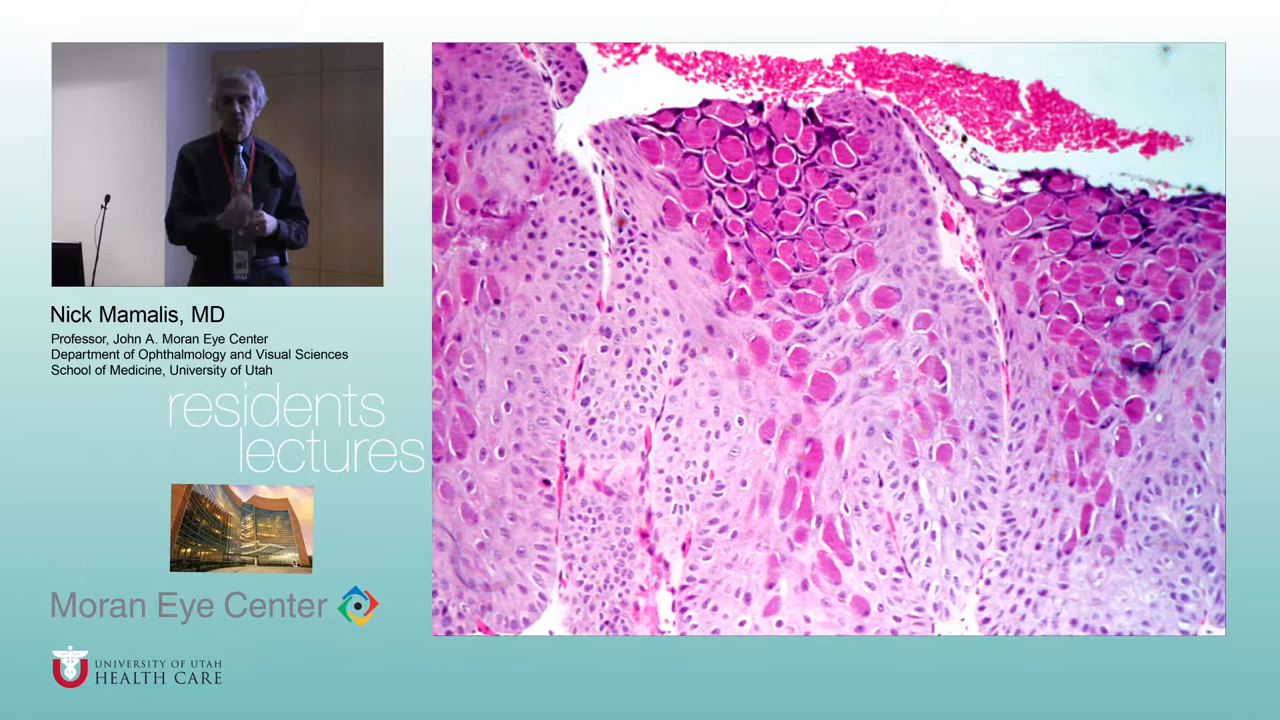 Nick Mamalis, MD
Professor, John A. Moran Eye Center
Department of Ophthalmology and Visual Sciences
School of Medicine, University of Utah
residents
lectures
Moran Eye Center
UNIVERSITY OF UTAH
HEALTH CARE